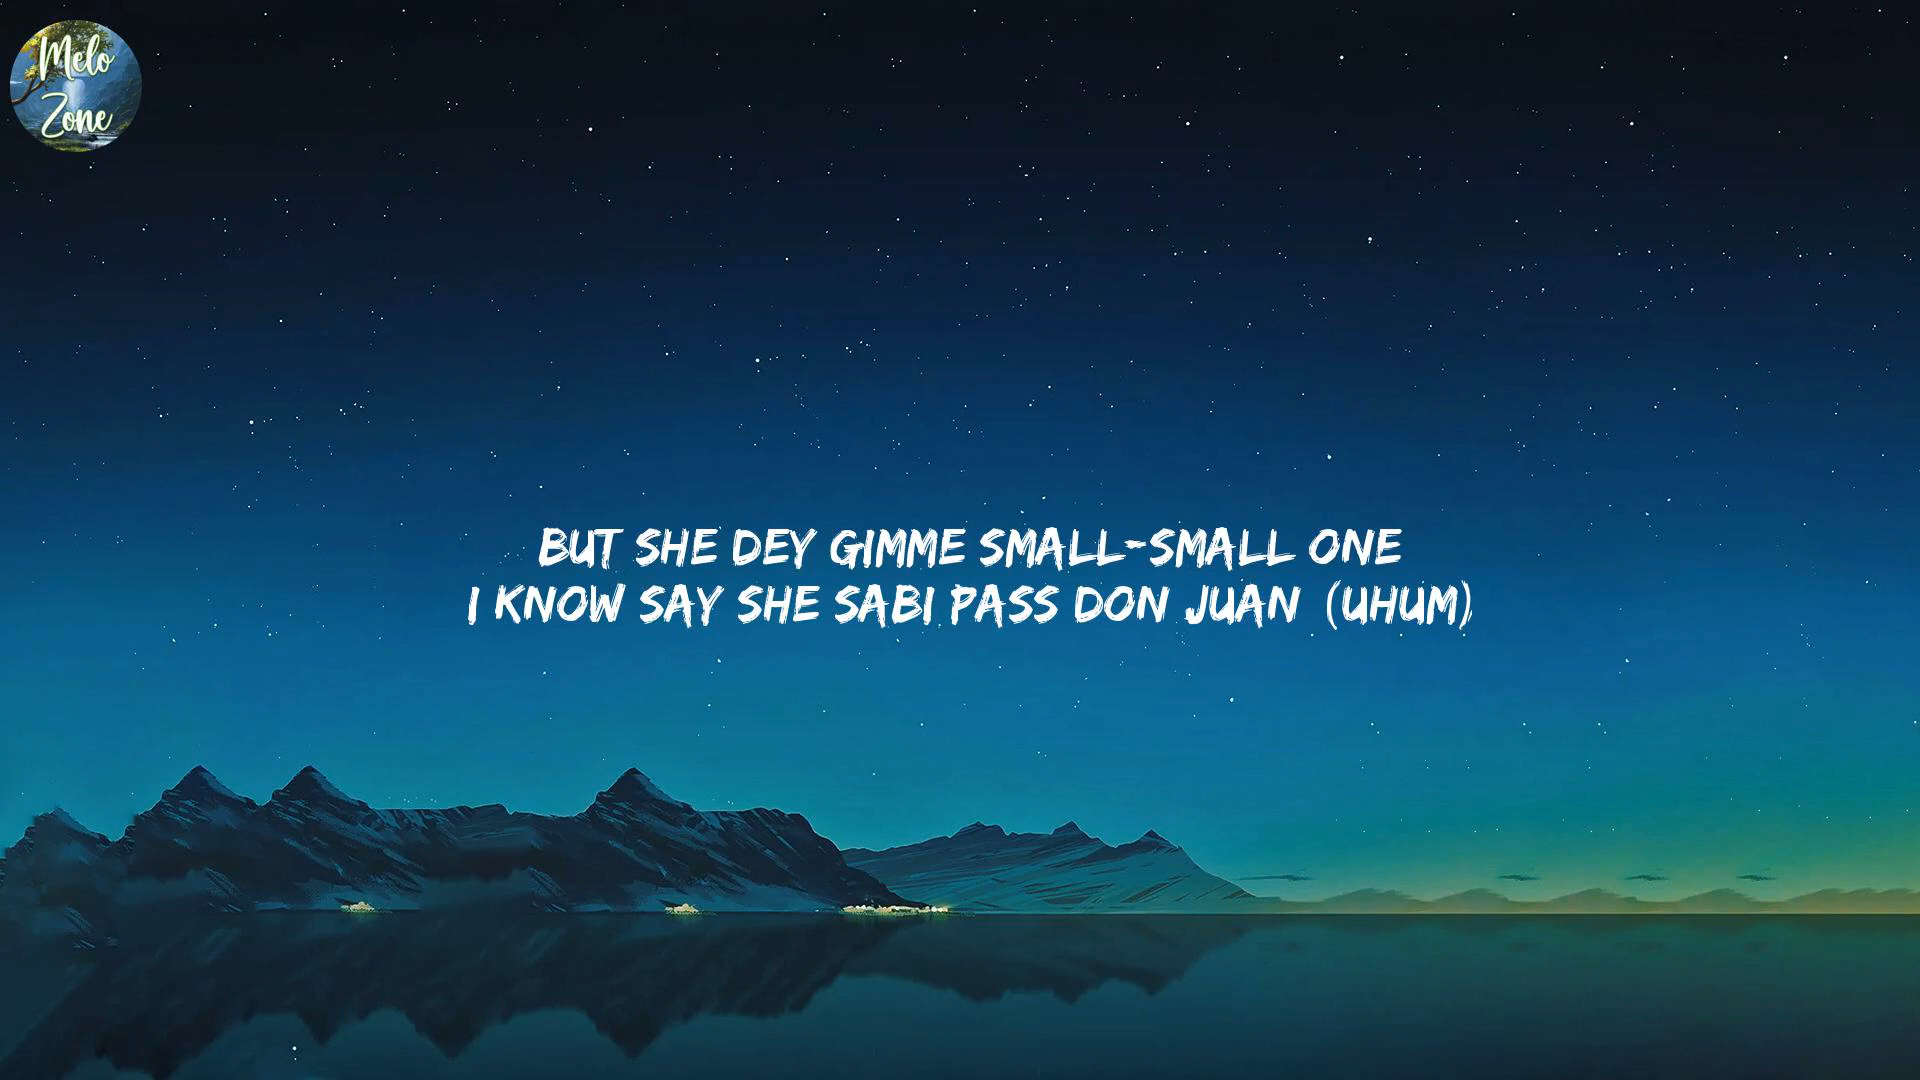 Melo
Zone
BUT SHE DEY GIMME SMALL-SMALL ONE
I KNOW SAY SHE SABI PASS DON JUAN (UHUM)